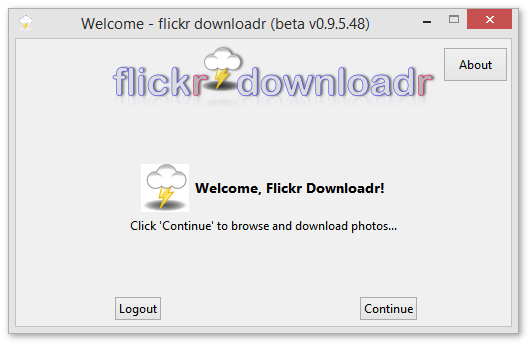 Welcome - flickr downloadr (beta v0.9.5.48)
flickr downloadr
About
Welcome, Flickr Downloadr!
Click 'Continue' to browse and download photos...
Logout
Continue